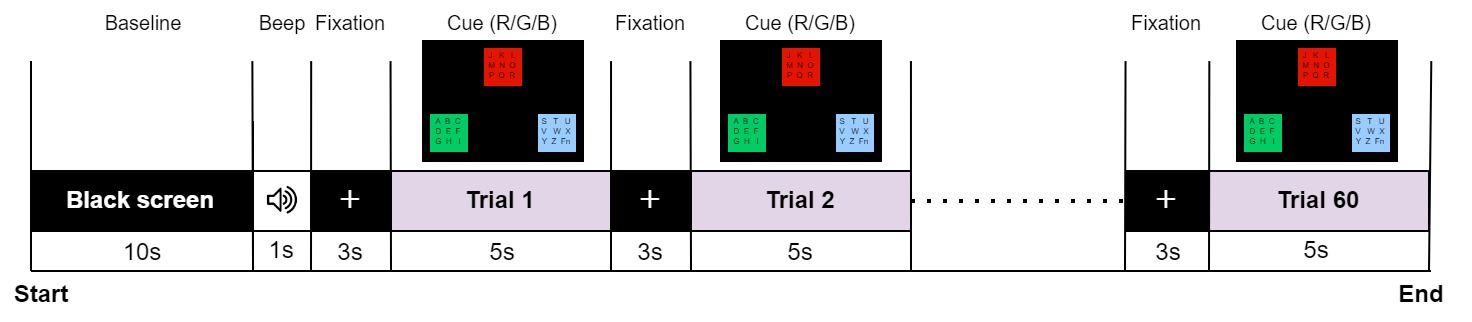 Baseline Beep Fixation Cue (R/G/B) Fixation Cue (R/G/B) Fixation Cue (R/G/B)
J K L
M N O
P Q R
A B C
D E F
G H I
S T U
V W X
Y Z Fn
J K L
M N O
P Q R
A B C
D E F
G H I
S T U
V W X
Y Z Fn
J K L
M N O
P Q R
A B C
D E F
G H I
S T U
V W X
Y Z Fn
Black screen + Trial 1 + Trial 2 + Trial 60
10s 1s 3s 5s 3s 5s 3s 5s
Start End